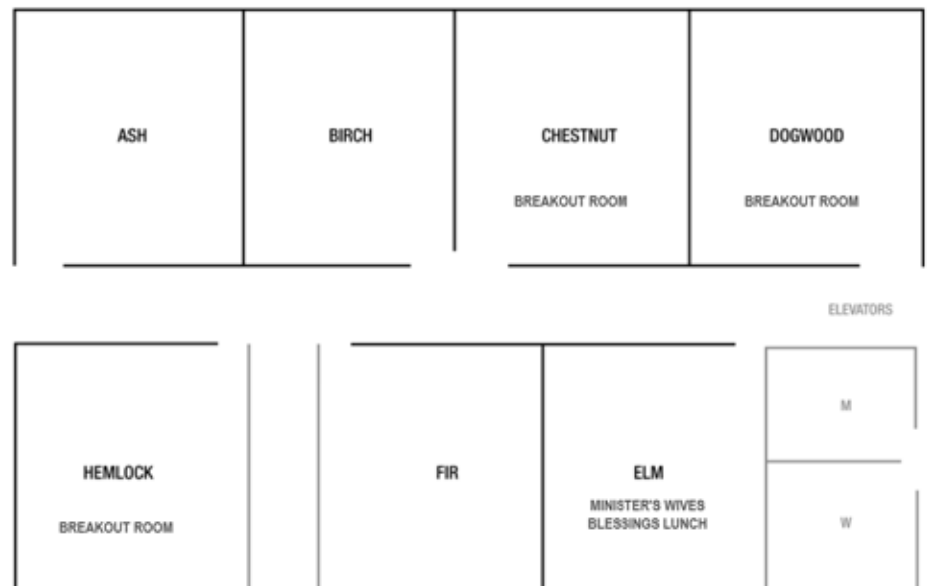 ASH
BIRCH
CHESTNUT
BREAKOUT ROOM
DOGWOOD
BREAKOUT ROOM
ELEVATORS
HEMLOCK
BREAKOUT ROOM
FIR
ELM
MINISTER'S WIVES
BLESSINGS LUNCH
M
W